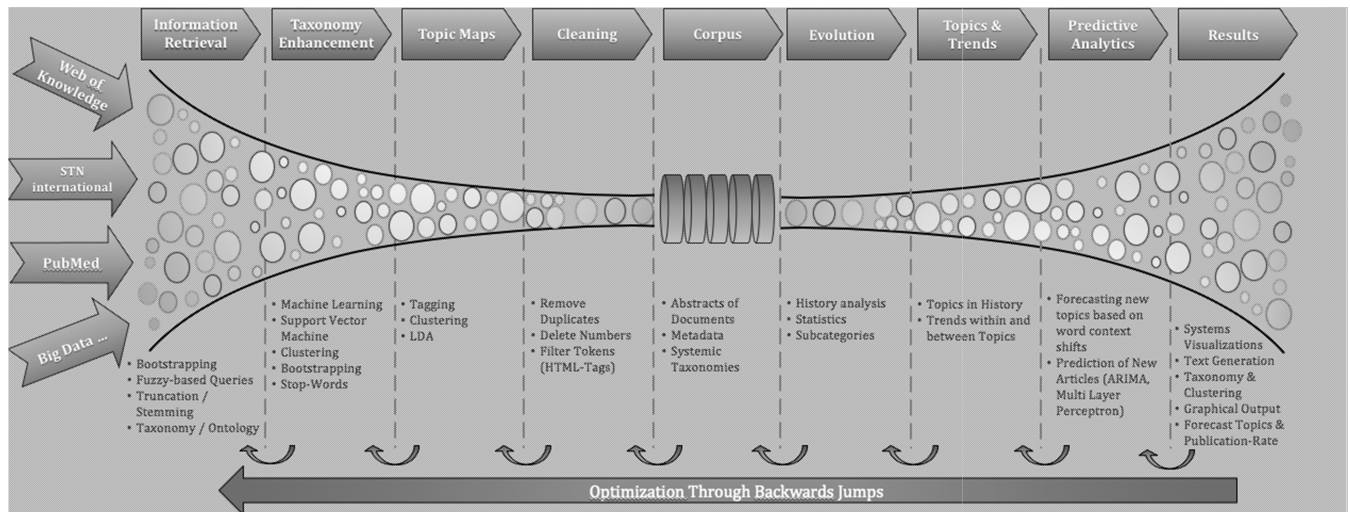 Information
Retrieval
Taxonomy
Enhancement
Topic Maps
Cleaning
Corpus
Evolution
Topics &
Trends
Predictive
Analytics
Results
Web of
Knowledge
STN
international
PubMed
Big Data ...
• Bootstrapping
• Fuzzy-based Queries
• Truncation /
Stemming
• Taxonomy / Ontology
• Machine Learning
• Support Vector
Machine
• Clustering
• Bootstrapping
• Stop-Words
• Tagging
• Clustering
• LDA
• Remove
Duplicates
• Delete Numbers
• Filter Tokens
(HTML-Tags)
• Abstracts of
Documents
• Metadata
• Systemic
Taxonomies
• History analysis
• Statistics
• Subcategories
• Topics in History
• Trends within and
between Topics
• Forecasting new
topics based on
word context
shifts
• Prediction of New
Articles (ARIMA,
Multi Layer
Perceptron)
• Systems
Visualizations
• Text Generation
• Taxonomy &
Clustering
• Graphical Output
• Forecast Topics &
Publication-Rate
Optimization Through Backwards Jumps